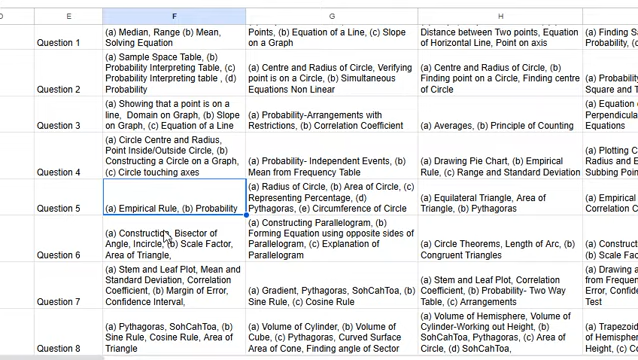 F
G
H
Question 1
(a) Median, Range (b) Mean,
Solving Equation
Points, (b) Equation of a Line, (c) Slope
on a Graph
Distance between Two points, Equation
of Horizontal Line, Point on axis
(a) Finding Sa
Probability, (c
Question 2
(a) Sample Space Table, (b)
Probability Interpreting Table, (c)
Probability Interpreting table , (d)
Probability
(a) Centre and Radius of Circle, Verifying
point is on a Circle, (b) Simultaneous
Equations Non Linear
(a) Centre and Radius of Circle, (b)
Finding point on a Circle, Finding centre
of Circle
(a) Probabili
Square and T
Question 3
(a) Showing that a point is on a
line, Domain on Graph, (b) Slope
on Graph, (c) Equation of a Line
(a) Probability-Arrangements with
Restrictions, (b) Correlation Coefficient
(a) Averages, (b) Principle of Counting
(a) Equation o
Perpendicula
Equations
Question 4
(a) Circle Centre and Radius,
Point Inside/Outside Circle, (b)
Constructing a Circle on a Graph,
(c) Circle touching axes
(a) Probability- Independent Events, (b)
Mean from Frequency Table
(a) Drawing Pie Chart, (b) Empirical
Rule, (c) Range and Standard Deviation
(a) Plotting C
Radius and E
Subbing Poin
Question 5
(a) Empirical Rule, (b) Probability
(a) Radius of Circle, (b) Area of Circle, (c)
Representing Percentage, (d)
Pythagoras, (e) Circumference of Circle
(a) Equilateral Triangle, Area of
Triangle, (b) Pythagoras
(a) Empirical
Correlation C
Question 6
(a) Construction, Bisector of
Angle, Incircle, (b) Scale Factor,
Area of Triangle,
(a) Constructing Parallelogram, (b)
Forming Equation using opposite sides of
Parallelogram, (c) Explanation of
Parallelogram
(a) Circle Theorems, Length of Arc, (b)
Congruent Triangles
(a) Constru
(b) Scale Fac
Question 7
(a) Stem and Leaf Plot, Mean and
Standard Deviation, Correlation
Coefficient, (b) Margin of Error,
Confidence Interval,
(a) Gradient, Pythagoras, SohCahToa, (b)
Sine Rule, (c) Cosine Rule
(a) Stem and Leaf Plot, Correlation
Coefficient, (b) Probability- Two Way
Table, (c) Arrangements
(a) Drawing a
from Frequen
Error, Confid
Test
Question 8
(a) Pythagoras, SohCahToa, (b)
Sine Rule, Cosine Rule, Area of
Triangle
(a) Volume of Cylinder, (b) Volume of
Cube, (c) Pythagoras, Curved Surface
Area of Cone, Finding angle of Sector
(a) Volume of Hemisphere, Volume of
Cylinder-Working out Height, (b)
SohCahToa, Pythagoras, (c) Area of
Circle, (d) SohCahToa,
(a) Trapezoid
of Hemisphe